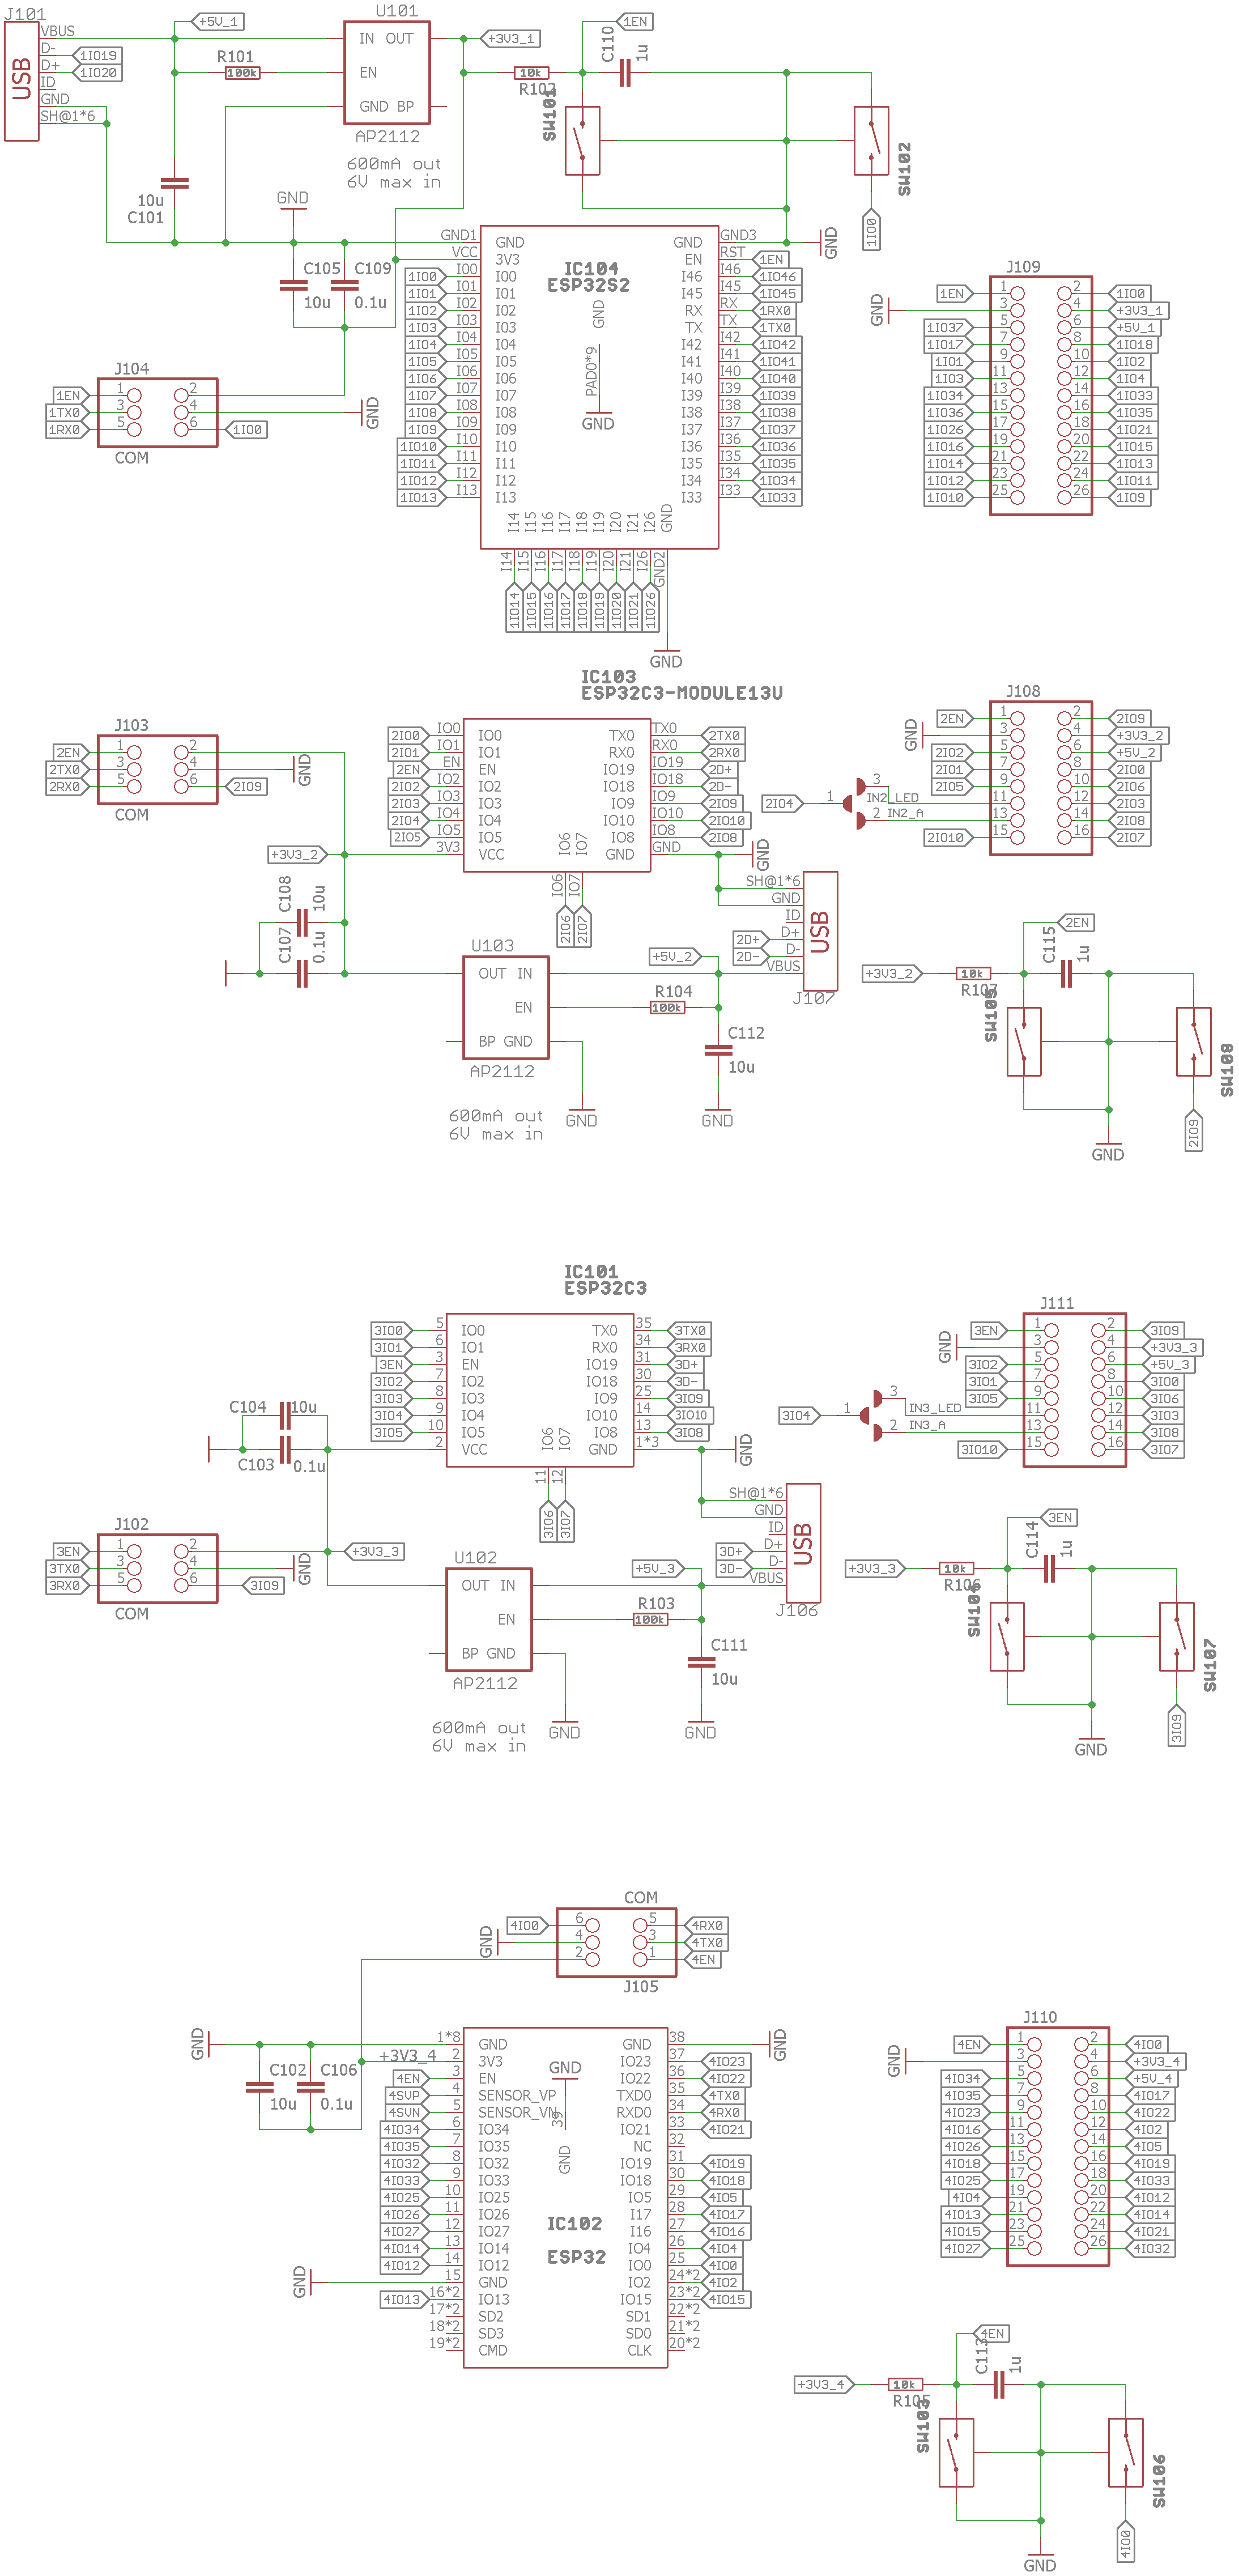 J101
USB
VBUS
D-
D+
ID
GND
SH@1*6
1IO19
1IO20
+5V_1
R101
100k
U101
IN OUT
EN
GND BP
AP2112
600mA out
6V max in
+3V3_1
10k
R102
C110
1u
1EN
SW101
SW102
1IO0
GND
10u
C101
GND
C105
10u
C109
0.1u
J104
1EN 1 2
1TX0 3 4 GND
1RX0 5 6 1IO0
COM
IC104
ESP32S2
GND1 GND GND GND3
VCC 3V3 EN RST 1EN
1IO0 IO0 IO0 I46 I46 1IO46
1IO1 IO1 IO1 I45 I45 1IO45
1IO2 IO2 IO2 RX RX 1RX0
1IO3 IO3 IO3 TX TX 1TX0
1IO4 IO4 IO4 I42 I42 1IO42
1IO5 IO5 IO5 I41 I41 1IO41
1IO6 IO6 IO6 I40 I40 1IO40
1IO7 IO7 IO7 I39 I39 1IO39
1IO8 IO8 IO8 I38 I38 1IO38
1IO9 IO9 IO9 I37 I37 1IO37
1IO10 I10 I10 I36 I36 1IO36
1IO11 I11 I11 I35 I35 1IO35
1IO12 I12 I12 I34 I34 1IO34
1IO13 I13 I13 I33 I33 1IO33
GND
PAD0*9
GND
I14 I15 I16 I17 I18 I19 I20 I21 I26 GND
I14 I15 I16 I17 I18 I19 I20 I21 I26 GND2
1IO14 1IO15 1IO16 1IO17 1IO18 1IO19 1IO20 1IO21 1IO26
GND
J109
1EN 1 2 1IO0
GND 3 4 +3V3_1
1IO37 5 6 +5V_1
1IO17 7 8 1IO18
1IO1 9 10 1IO2
1IO3 11 12 1IO4
1IO34 13 14 1IO33
1IO36 15 16 1IO35
1IO26 17 18 1IO21
1IO16 19 20 1IO15
1IO14 21 22 1IO13
1IO12 23 24 1IO11
1IO10 25 26 1IO9
IC103
ESP32C3-MODULE13U
J103
2EN 1 2
2TX0 3 4 GND
2RX0 5 6 2IO9
COM
2IO0 IO0 IO0 TX0 TX0 2TX0
2IO1 IO1 IO1 RX0 RX0 2RX0
2EN EN EN IO19 IO19 2D+
2IO2 IO2 IO2 IO18 IO18 2D-
2IO3 IO3 IO3 IO9 IO9 2IO9
2IO4 IO4 IO4 IO10 IO10 2IO10
2IO5 IO5 IO5 IO8 IO8 2IO8
+3V3_2 3V3 VCC GND GND GND
IO6 IO7
IO6 IO7
2IO6 2IO7
C108
10u
C107
0.1u
U103
OUT IN
EN
BP GND
AP2112
600mA out
6V max in
GND
R104
100k
+5V_2
C112
10u
GND
SH@1*6
GND
ID
2D+ D+
2D- D-
VBUS
USB
J107
J108
2EN 1 2 2IO9
GND 3 4 +3V3_2
2IO2 5 6 +5V_2
2IO1 7 8 2IO0
2IO5 9 10 2IO6
11 12 2IO3
13 14 2IO8
2IO10 15 16 2IO7
2IO4 1
3
IN2_LED
2 IN2_A
+3V3_2
10k
R107
2EN
C115
1u
SW105
SW108
2IO9
GND
IC101
ESP32C3
3IO0 5 IO0 TX0 35 3TX0
3IO1 6 IO1 RX0 34 3RX0
3EN 3 EN IO19 31 3D+
3IO2 7 IO2 IO18 30 3D-
3IO3 8 IO3 IO9 25 3IO9
3IO4 9 IO4 IO10 14 3IO10
3IO5 10 IO5 IO8 13 3IO8
2 VCC GND 1*3 GND
IO6 IO7
11 12
3IO6 3IO7
C104
10u
C103
0.1u
J102
3EN 1 2 +3V3_3
3TX0 3 4 GND
3RX0 5 6 3IO9
COM
U102
OUT IN
EN
BP GND
AP2112
600mA out
6V max in
GND
R103
100k
+5V_3
C111
10u
GND
SH@1*6
GND
ID
3D+ D+
3D- D-
VBUS
USB
J106
J111
3EN 1 2 3IO9
GND 3 4 +3V3_3
3IO2 5 6 +5V_3
3IO1 7 8 3IO0
3IO5 9 10 3IO6
11 12 3IO3
13 14 3IO8
3IO10 15 16 3IO7
3IO4 1
3
IN3_LED
2 IN3_A
+3V3_3
10k
R106
3EN
C114
1u
SW104
SW107
3IO9
GND
COM
4IO0 6 5 4RX0
GND 4 3 4TX0
2 1 4EN
J105
GND
C102
10u
C106
0.1u
+3V3_4
1*8 GND GND 38 GND
2 3V3 IO23 37 4IO23
4EN 3 EN IO22 36 4IO22
4SVP 4 SENSOR_VP TXD0 35 4TX0
4SVN 5 SENSOR_VN RXD0 34 4RX0
4IO34 6 IO34 IO21 33 4IO21
4IO35 7 IO35 NC 32
4IO32 8 IO32 IO19 31 4IO19
4IO33 9 IO33 IO18 30 4IO18
4IO25 10 IO25 IO5 29 4IO5
4IO26 11 IO26 I17 28 4IO17
4IO27 12 IO27 I16 27 4IO16
4IO14 13 IO14 IO4 26 4IO4
4IO12 14 IO12 IO0 25 4IO0
GND 15 GND IO2 24*2 4IO2
4IO13 16*2 IO13 IO15 23*2 4IO15
17*2 SD2 SD1 22*2
18*2 SD3 SD0 21*2
19*2 CMD CLK 20*2
GND
39
GND
IC102
ESP32
J110
4EN 1 2 4IO0
GND 3 4 +3V3_4
4IO34 5 6 +5V_4
4IO35 7 8 4IO17
4IO23 9 10 4IO22
4IO16 11 12 4IO2
4IO26 13 14 4IO5
4IO18 15 16 4IO19
4IO25 17 18 4IO33
4IO4 19 20 4IO12
4IO13 21 22 4IO14
4IO15 23 24 4IO21
4IO27 25 26 4IO32
+3V3_4
10k
R105
4EN
C113
1u
SW103
SW106
4IO0
GND